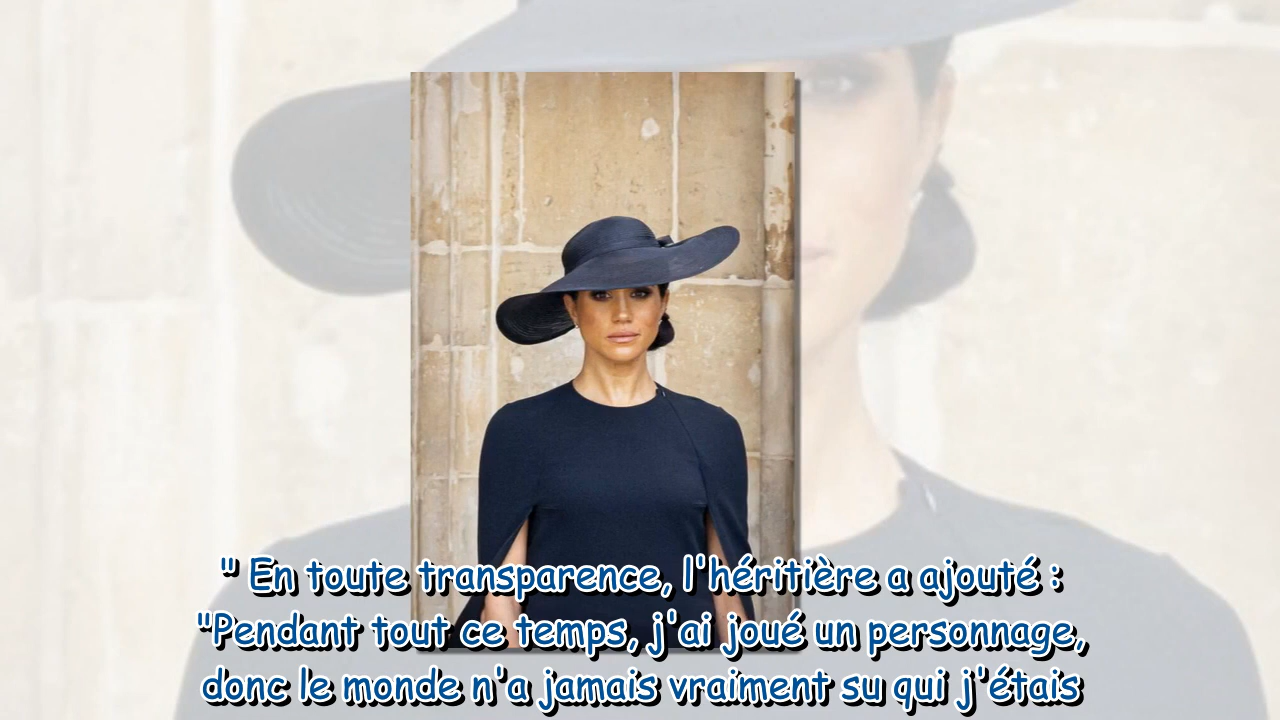 " En toute transparence, l'héritière a ajouté :
"Pendant tout ce temps, j'ai joué un personnage,
donc le monde n'a jamais vraiment su qui j'étais